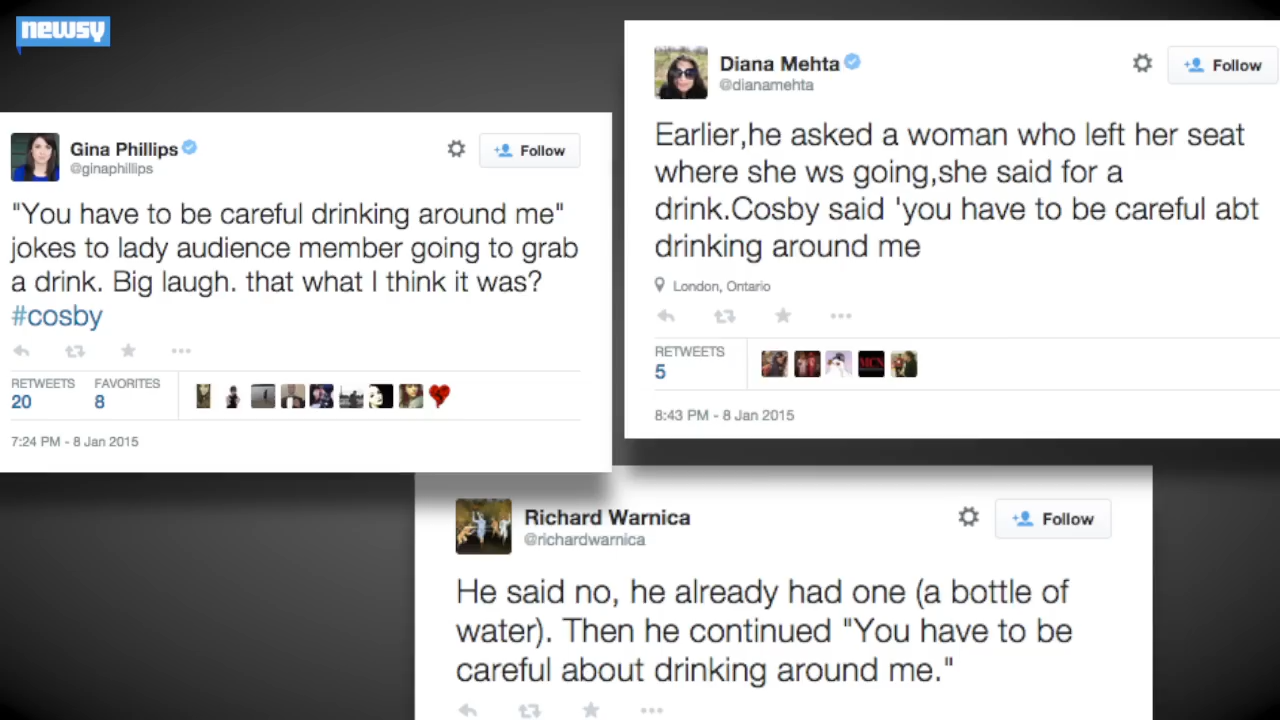 newsy
Gina Phillips
@ginaphillips
Follow
"You have to be careful drinking around me"
jokes to lady audience member going to grab
a drink. Big laugh. that what I think it was?
#cosby
RETWEETS FAVORITES
20 8
7:24 PM - 8 Jan 2015
Diana Mehta
@dianamehta
Follow
Earlier,he asked a woman who left her seat
where she ws going,she said for a
drink.Cosby said 'you have to be careful abt
drinking around me
London, Ontario
RETWEETS
5
MCN
8:43 PM - 8 Jan 2015
Richard Warnica
@richardwarnica
Follow
He said no, he already had one (a bottle of
water). Then he continued "You have to be
careful about drinking around me."